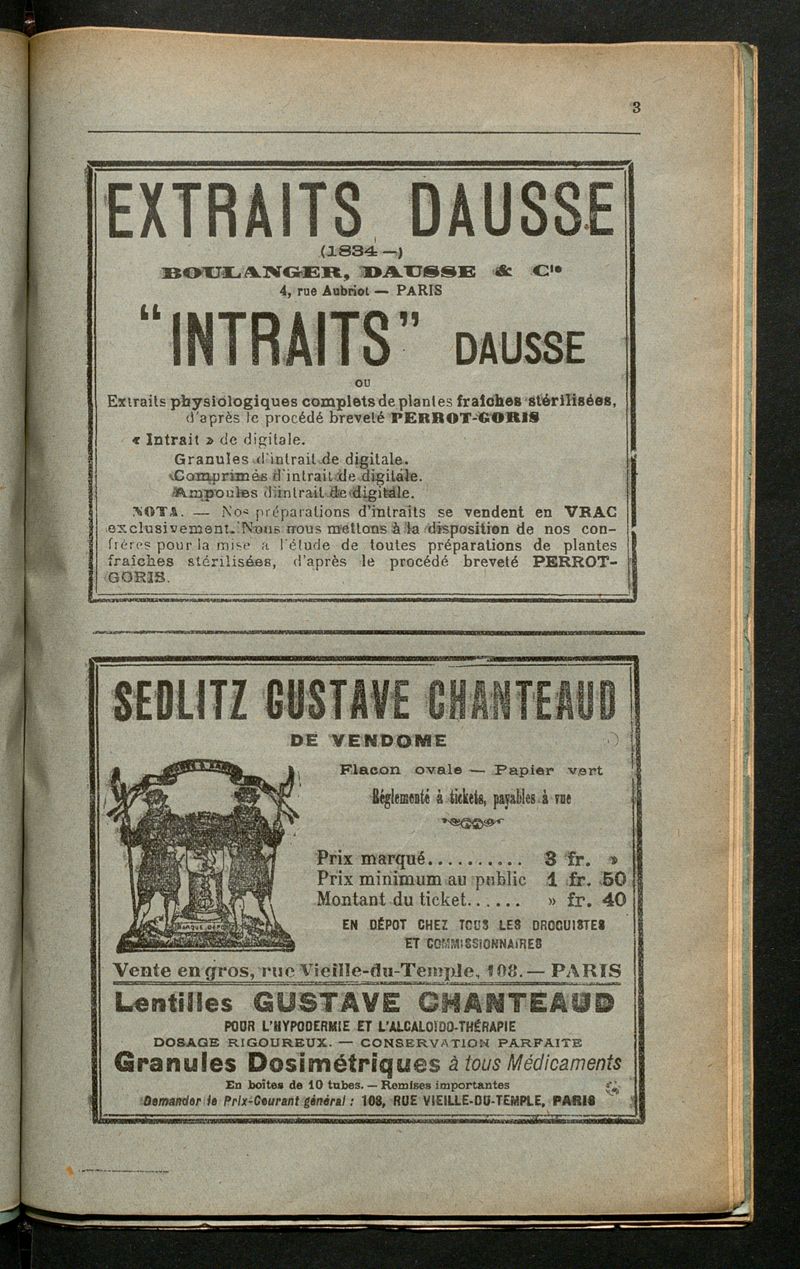 3
EXTRAITS DAUSSE
(1834 —)
BOULANGER, DAUSSE & Cie
4, rue Aubriot — PARIS
"INTRAITS" DAUSSE
OU
Extraits physiologiques complets de plantes fraîches stérilisées,
d'après le procédé breveté PERROT-GORIS
« Intrait » de digitale.
Granules d'intrait de digitale.
Comprimés d'intrait de digitale.
Ampoules d'intrait de digitale.
NOTA. — Nos préparations d'intraits se vendent en VRAC
exclusivement. Nous nous mettons à la disposition de nos con-
frères pour la mise à l'étude de toutes préparations de plantes
fraîches stérilisées, d'après le procédé breveté PERROT-
GORIS.
SEDLITZ GUSTAVE CHANTEAUD
DE VENDOME
Flacon ovale — Papier vert
Réglementé à tickets, payables à vue
Prix marqué.......... 3 fr. »
Prix minimum au public 1 fr. 50
Montant du ticket...... » fr. 40
EN DÉPOT CHEZ TOUS LES DROGUISTES
ET COMMISSIONNAIRES
Vente en gros, rue Vieille-du-Temple, 108. — PARIS
Lentilles GUSTAVE CHANTEAUD
POUR L'HYPODERMIE ET L'ALCALOÏDO-THÉRAPIE
DOSAGE RIGOUREUX. — CONSERVATION PARFAITE
Granules Dosimétriques à tous Médicaments
En boîtes de 10 tubes. — Remises importantes
Demander le Prix-Courant général : 108, RUE VIEILLE-DU-TEMPLE, PARIS